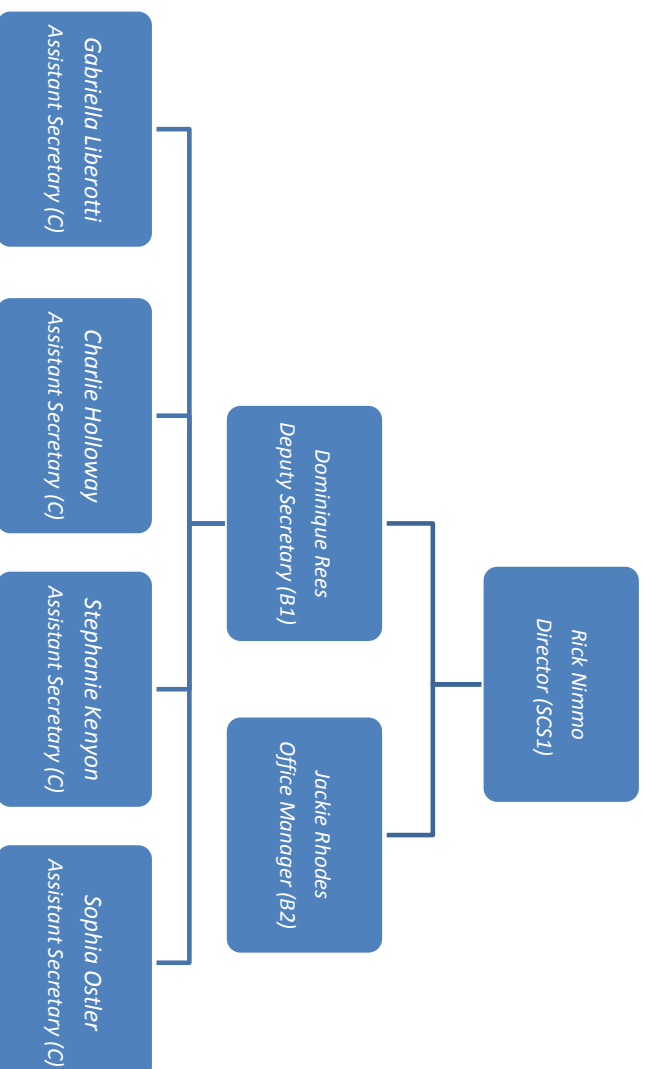 Rick Nimmo
Director (SCS1)
Dominique Rees
Deputy Secretary (B1)
Jackie Rhodes
Office Manager (B2)
Gabriella Liberotti
Assistant Secretary (C)
Charlie Holloway
Assistant Secretary (C)
Stephanie Kenyon
Assistant Secretary (C)
Sophia Ostler
Assistant Secretary (C)